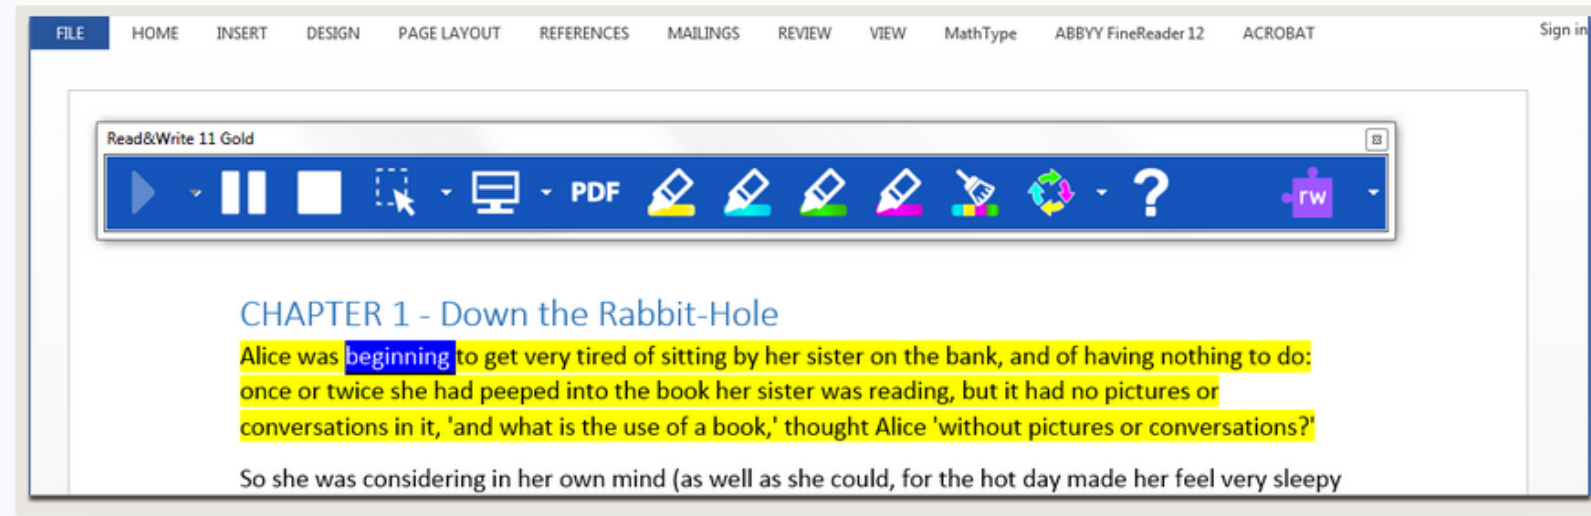 FILE HOME INSERT DESIGN PAGE LAYOUT REFERENCES MAILINGS REVIEW VIEW MathType ABBYY FineReader 12 ACROBAT Sign in
Read&Write 11 Gold
PDF ? rw
CHAPTER 1 - Down the Rabbit-Hole
Alice was beginning to get very tired of sitting by her sister on the bank, and of having nothing to do:
once or twice she had peeped into the book her sister was reading, but it had no pictures or
conversations in it, 'and what is the use of a book,' thought Alice 'without pictures or conversations?'
So she was considering in her own mind (as well as she could, for the hot day made her feel very sleepy